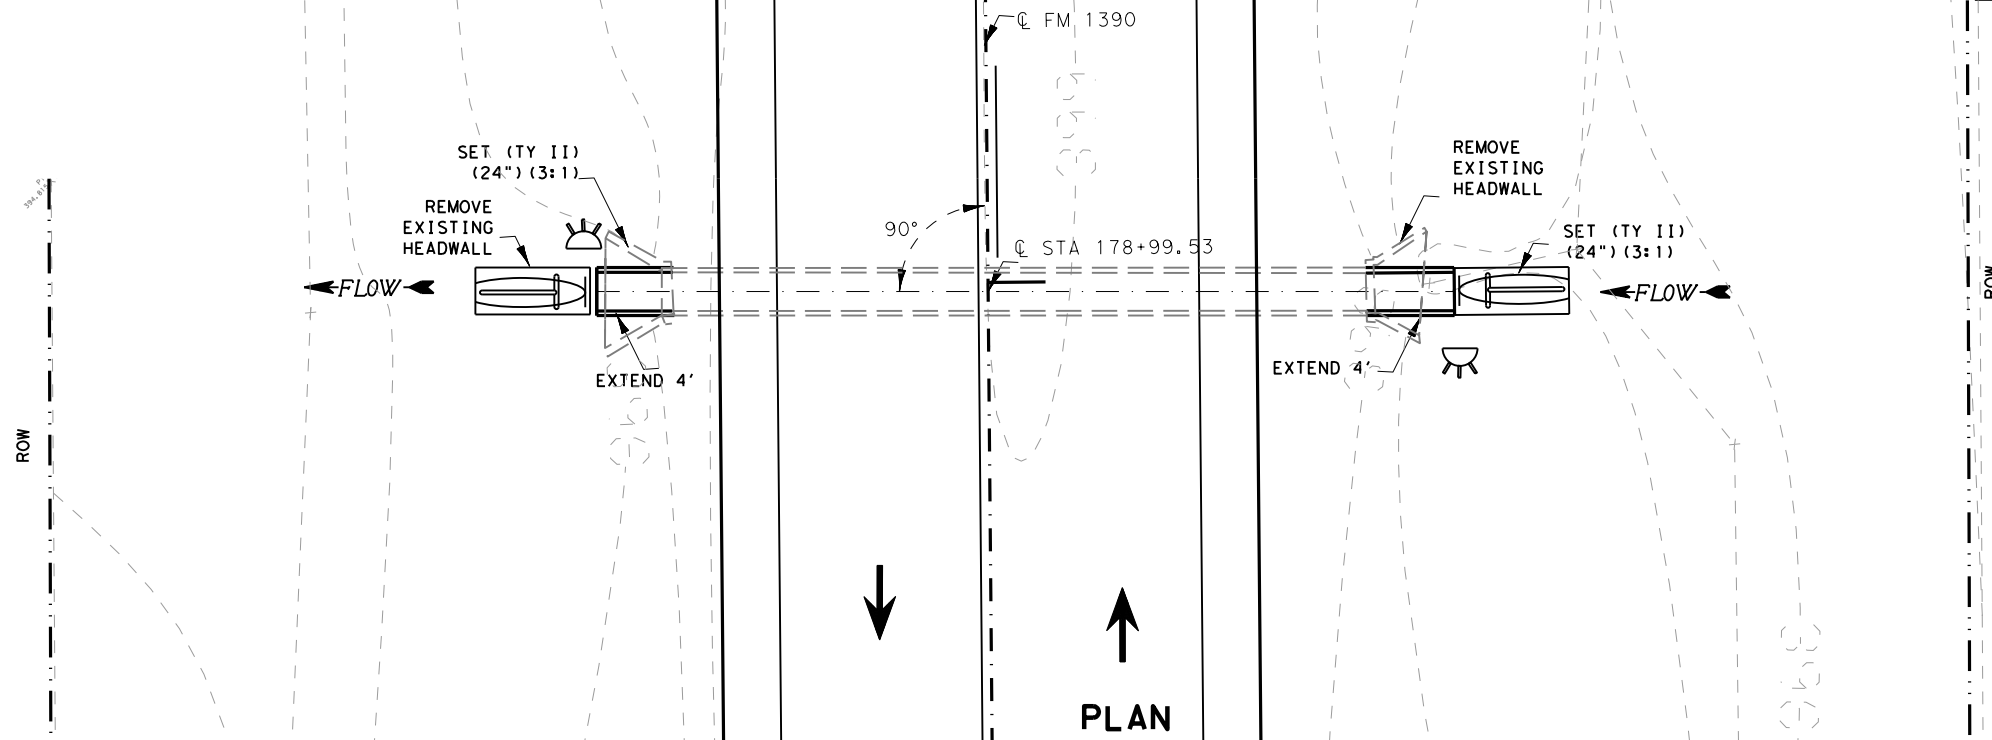 ℄ FM 1390
399
SET (TY II)
(24") (3:1)
REMOVE
EXISTING
HEADWALL
REMOVE
EXISTING
HEADWALL
90°
℄ STA 178+99.53
SET (TY II)
(24") (3:1)
FLOW
FLOW
ROW
EXTEND 4'
EXTEND 4'
ROW
PLAN